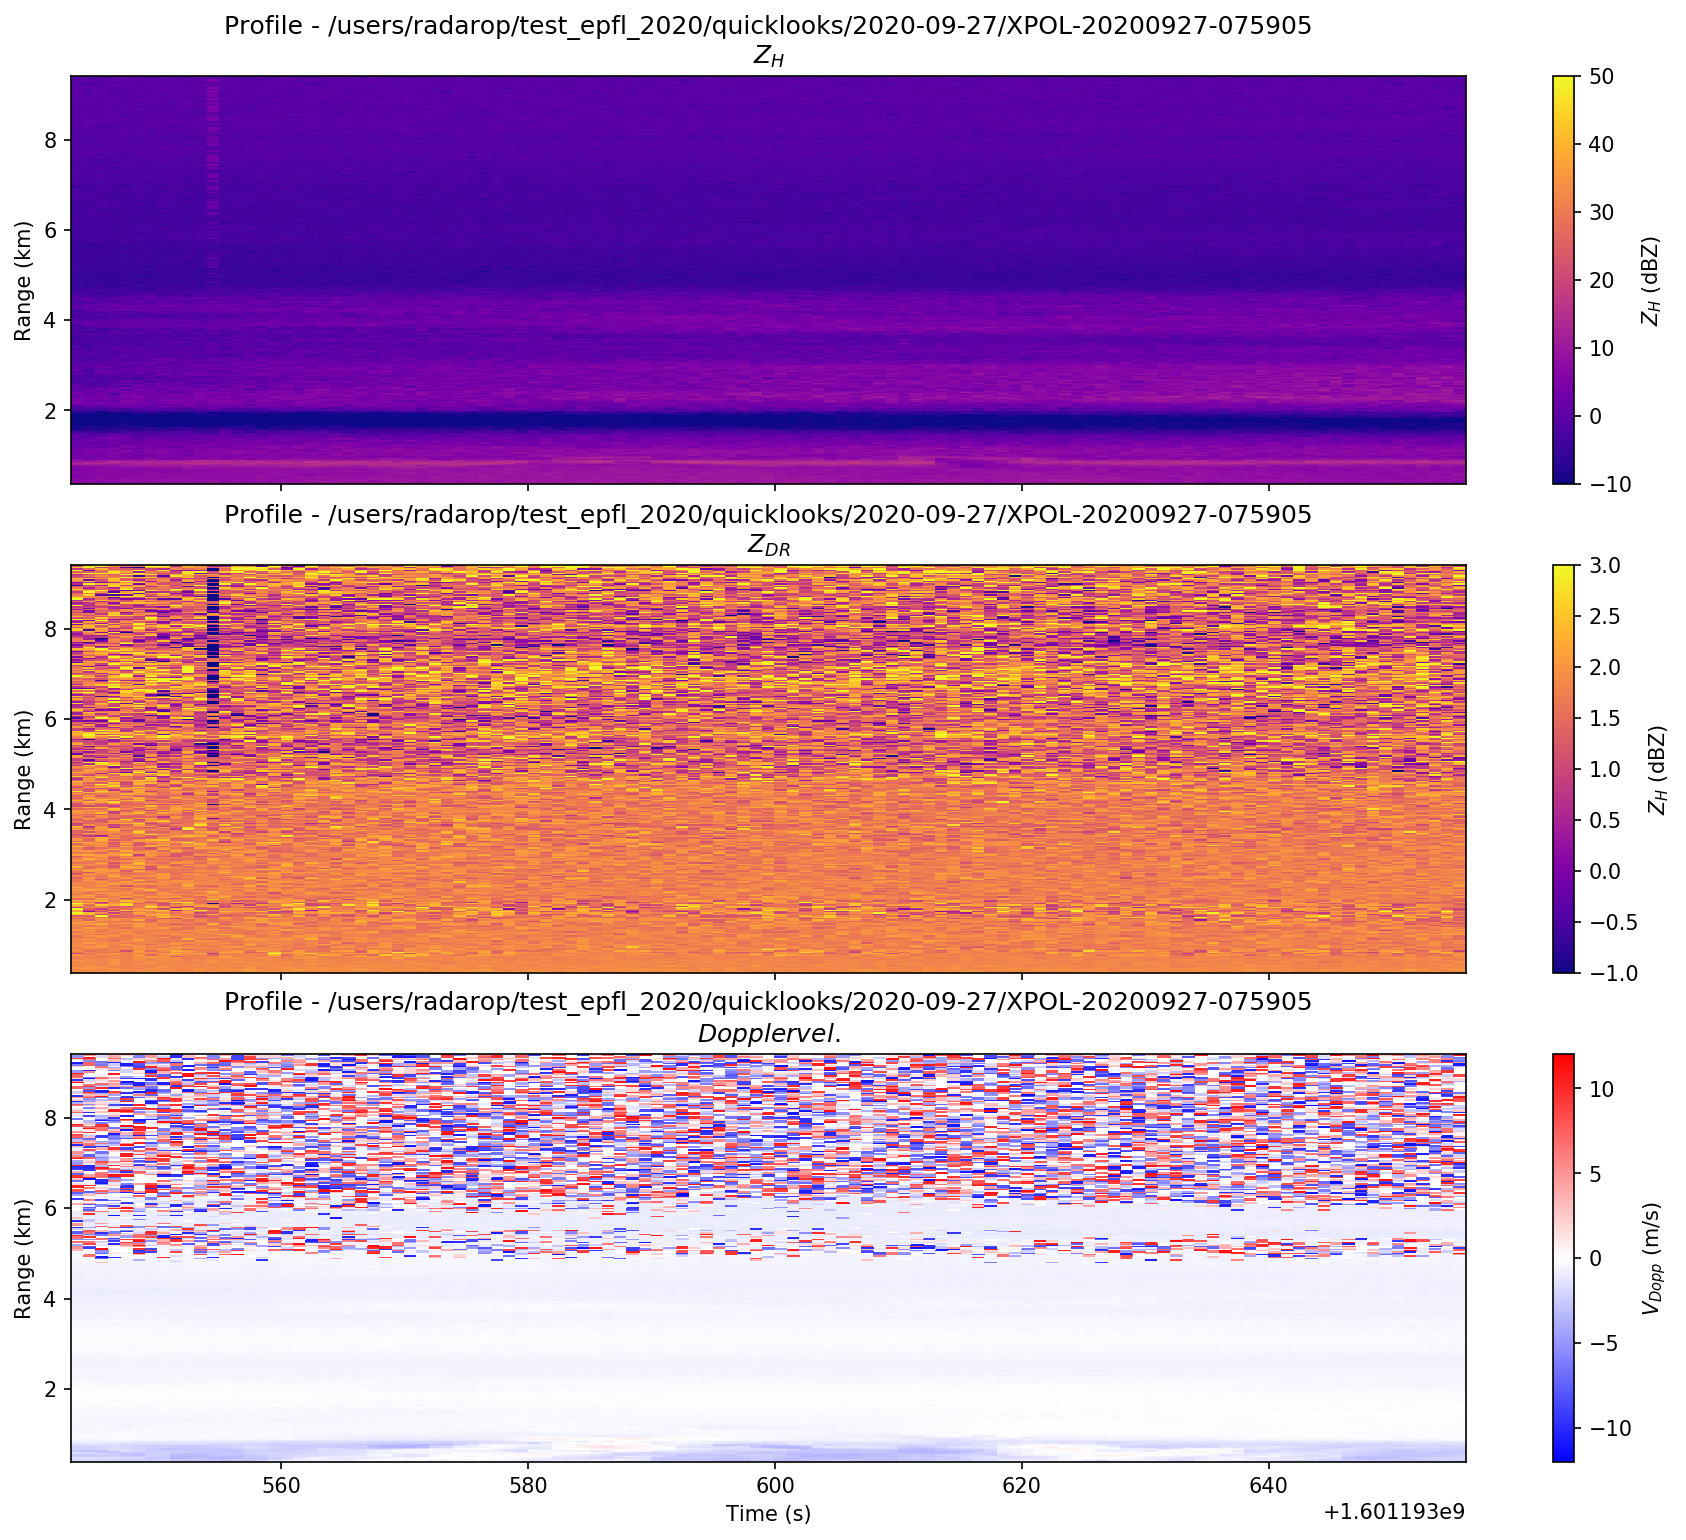 Profile - /users/radarop/test_epfl_2020/quicklooks/2020-09-27/XPOL-20200927-075905
Z_H
8
6
4
2
Range (km)
50
40
30
20
10
0
−10
Z_H (dBZ)
Profile - /users/radarop/test_epfl_2020/quicklooks/2020-09-27/XPOL-20200927-075905
Z_DR
8
6
4
2
Range (km)
3.0
2.5
2.0
1.5
1.0
0.5
0.0
−0.5
−1.0
Z_H (dBZ)
Profile - /users/radarop/test_epfl_2020/quicklooks/2020-09-27/XPOL-20200927-075905
Dopplervel.
8
6
4
2
Range (km)
10
5
0
−5
−10
V_Dopp (m/s)
560 580 600 620 640
Time (s)
+1.601193e9